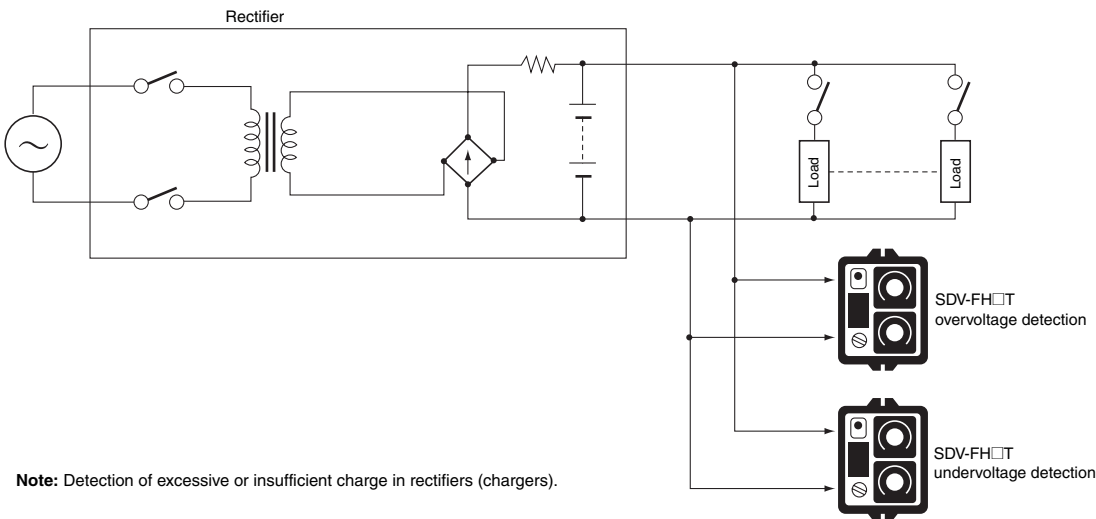 Rectifier
Load
Load
SDV-FH□T
overvoltage detection
SDV-FH□T
undervoltage detection
Note: Detection of excessive or insufficient charge in rectifiers (chargers).